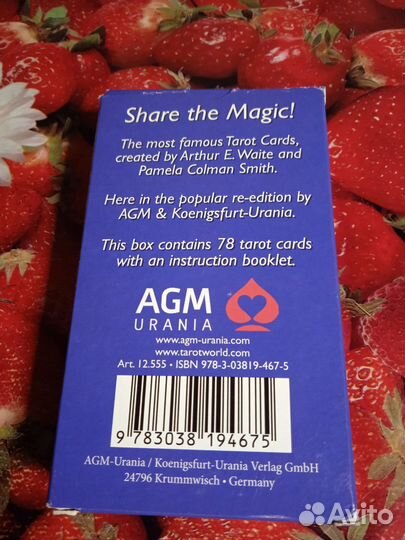 Share the Magic!
The most famous Tarot Cards,
created by Arthur E. Waite and
Pamela Colman Smith.
Here in the popular re-edition by
AGM & Koenigsfurt-Urania.
This box contains 78 tarot cards
with an instruction booklet.
AGM
URANIA
www.agm-urania.com
www.tarotworld.com
Art. 12.555 • ISBN 978-3-03819-467-5
9 783038 194675
AGM-Urania / Koenigsfurt-Urania Verlag GmbH
24796 Krummwisch • Germany
Avito